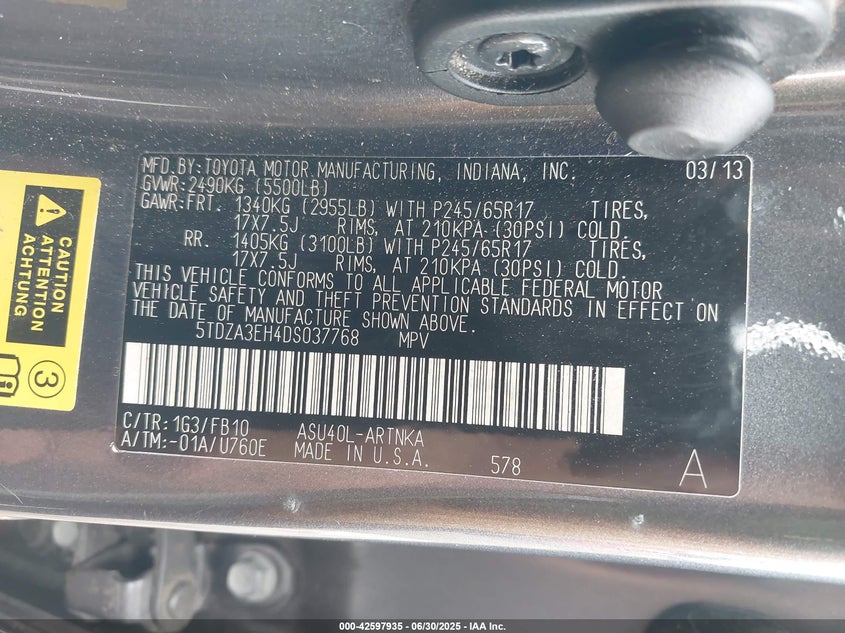 MFD.BY:TOYOTA MOTOR MANUFACTURING, INDIANA, INC. 03/13
GVWR:2490KG (5500LB)
GAWR:FRT. 1340KG (2955LB) WITH P245/65R17 TIRES,
17X7.5J RIMS, AT 210KPA (30PSI) COLD.
RR. 1405KG (3100LB) WITH P245/65R17 TIRES,
17X7.5J RIMS, AT 210KPA (30PSI) COLD.
THIS VEHICLE CONFORMS TO ALL APPLICABLE FEDERAL MOTOR
VEHICLE SAFETY AND THEFT PREVENTION STANDARDS IN EFFECT ON
THE DATE OF MANUFACTURE SHOWN ABOVE.
5TDZA3EH4DS037768 MPV
C/TR:1G3/FB10 ASU40L-ARTNKA
A/TM:-01A/U760E MADE IN U.S.A. 578 A
CAUTION
ATTENTION
ACHTUNG
3
000-42597935 - 06/30/2025 - IAA Inc.